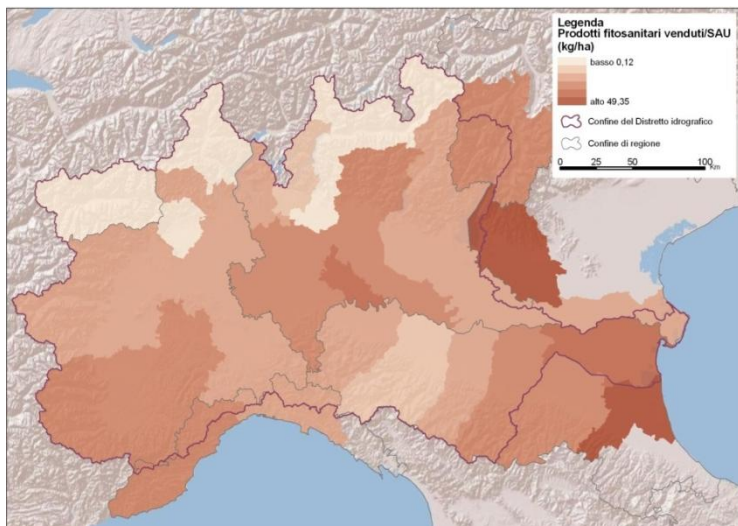 Legenda
Prodotti fitosanitari venduti/SAU
(kg/ha)
basso 0,12
alto 49,35
Confine del Distretto idrografico
Confine di regione
0 25 50 100
Km